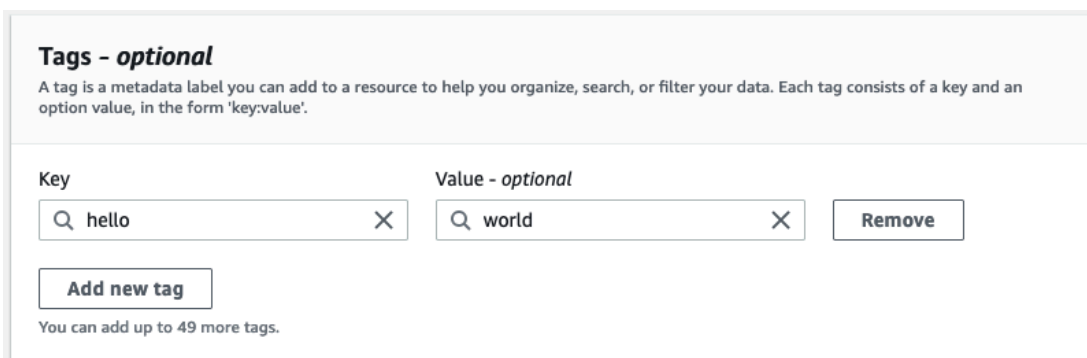 Tags - optional
A tag is a metadata label you can add to a resource to help you organize, search, or filter your data. Each tag consists of a key and an
option value, in the form 'key:value'.
Key Value - optional
hello world Remove
Add new tag
You can add up to 49 more tags.